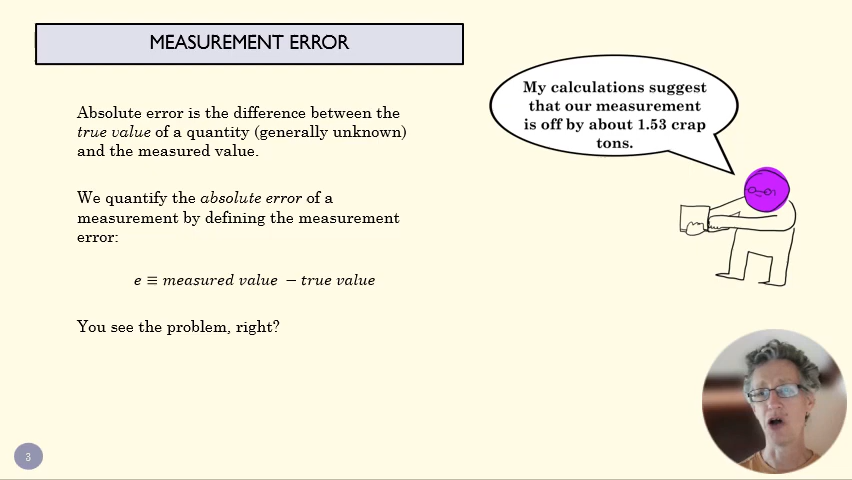 MEASUREMENT ERROR
Absolute error is the difference between the
true value of a quantity (generally unknown)
and the measured value.
We quantify the absolute error of a
measurement by defining the measurement
error:
e ≡ measured value − true value
You see the problem, right?
My calculations suggest
that our measurement
is off by about 1.53 crap
tons.
3